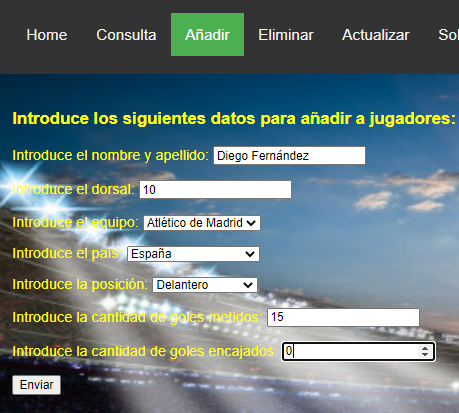 Home Consulta Añadir Eliminar Actualizar
Introduce los siguientes datos para añadir a jugadores:
Introduce el nombre y apellido: Diego Fernández
Introduce el dorsal: 10
Introduce el equipo: Atlético de Madrid
Introduce el país: España
Introduce la posición: Delantero
Introduce la cantidad de goles metidos: 15
Introduce la cantidad de goles encajados: 0
Enviar